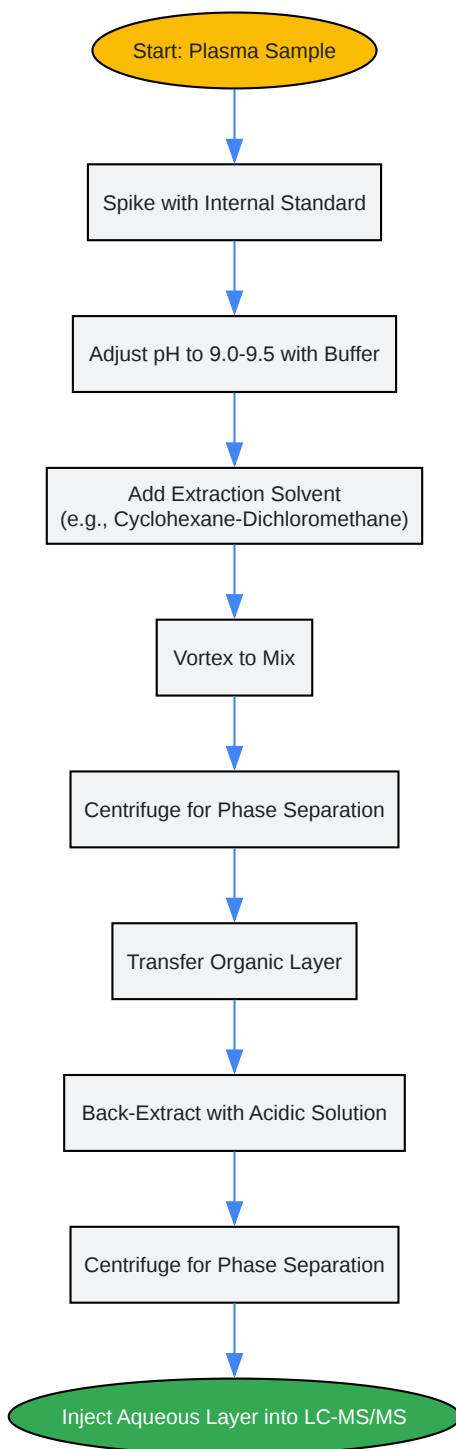 Start: Plasma Sample
Spike with Internal Standard
Adjust pH to 9.0-9.5 with Buffer
Add Extraction Solvent
(e.g., Cyclohexane-Dichloromethane)
Vortex to Mix
Centrifuge for Phase Separation
Transfer Organic Layer
Back-Extract with Acidic Solution
Centrifuge for Phase Separation
Inject Aqueous Layer into LC-MS/MS